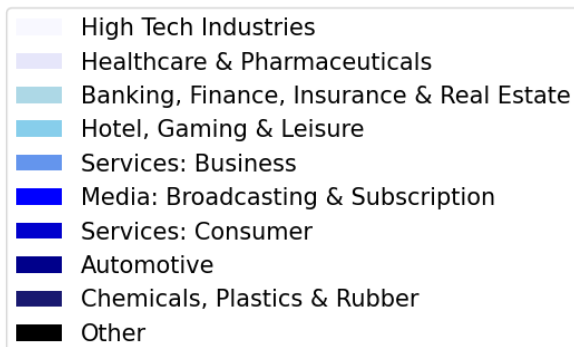 High Tech Industries
Healthcare & Pharmaceuticals
Banking, Finance, Insurance & Real Estate
Hotel, Gaming & Leisure
Services: Business
Media: Broadcasting & Subscription
Services: Consumer
Automotive
Chemicals, Plastics & Rubber
Other